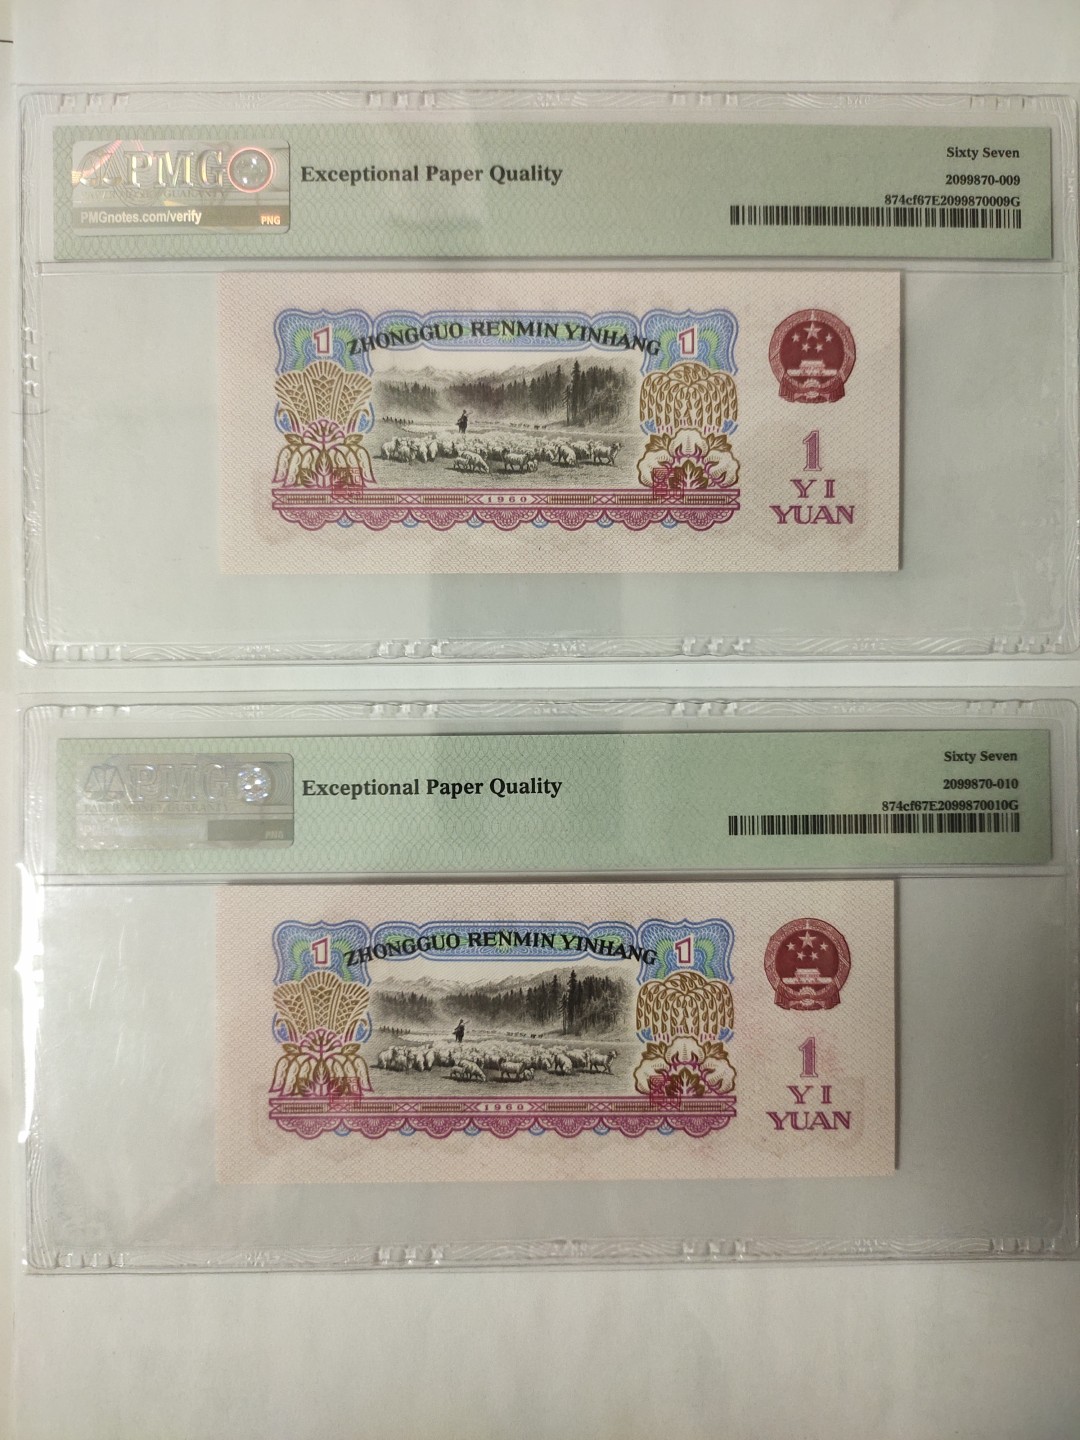 PMG
PMGnotes.com/verify
PNG
Exceptional Paper Quality
Sixty Seven
2099870-009
874cf67E2099870009G
1
ZHONGGUO RENMIN YINHANG
1
1960
1
YI
YUAN
PMG
Exceptional Paper Quality
Sixty Seven
2099870-010
874cf67E2099870010G
1
ZHONGGUO RENMIN YINHANG
1
1960
1
YI
YUAN